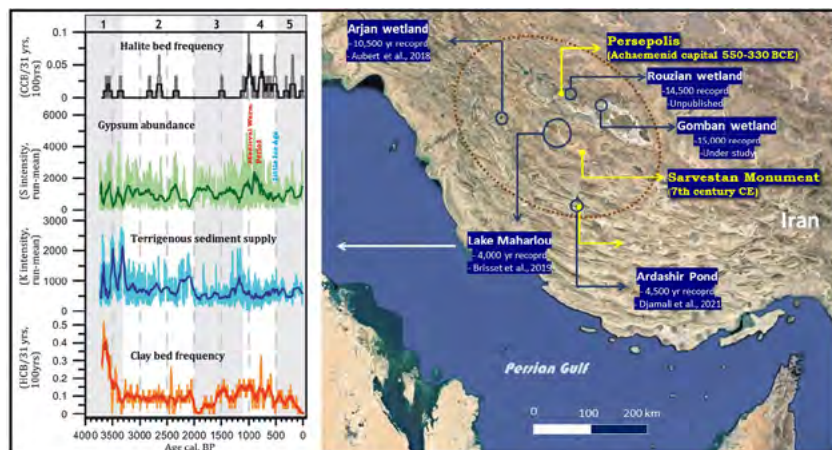 1 2 3 4 5
Halite bed frequency
(CCB/31 yrs, 100yrs)
0.1
0.05
0
Gypsum abundance
(S intensity, run-mean)
6000
4000
2000
0
Medieval Warm Period
Little Ice Age
Terrigenous sediment supply
(K intensity, run-mean)
3000
2000
1000
0
Clay bed frequency
(HCB/31 yrs, 100yrs)
0.5
0.4
0.3
0.2
0.1
0
4000 3500 3000 2500 2000 1500 1000 500 0
Age cal. BP
Arjan wetland
-10,500 yr recoprd
-Aubert et al., 2018
Persepolis
(Achaemenid capital 550-330 BCE)
Rouzian wetland
-14,500 recoprd
-Unpublished
Gomban wetland
-15,000 recoprd
-Under study
Sarvestan Monument
(7th century CE)
Iran
Lake Maharlou
- 4,000 yr recoprd
- Brisset et al., 2019
Ardashir Pond
- 4,500 yr recoprd
- Djamali et al., 2021
Persian Gulf
0 100 200 km